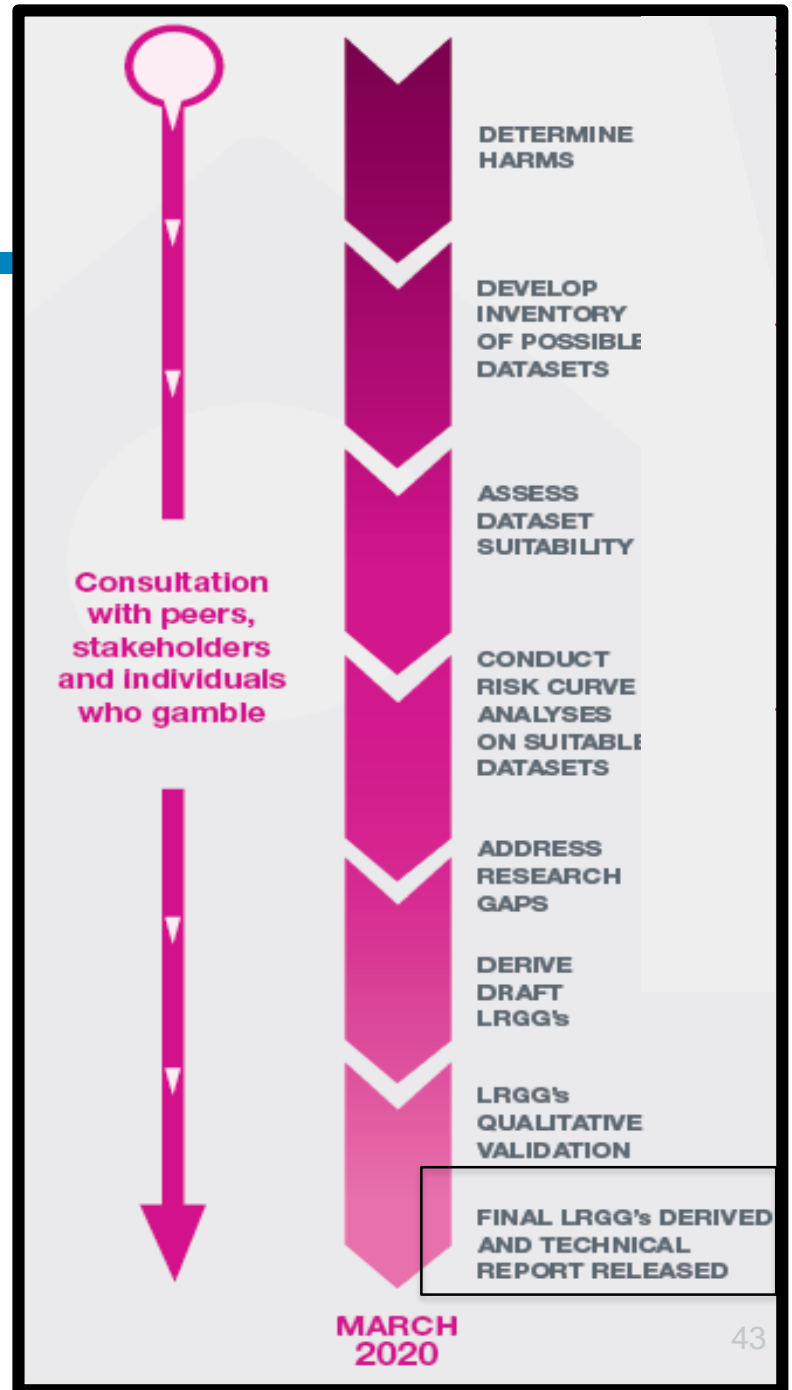 DETERMINE
HARMS
DEVELOP
INVENTORY
OF POSSIBLE
DATASETS
ASSESS
DATASET
SUITABILITY
Consultation
with peers,
stakeholders
and individuals
who gamble
CONDUCT
RISK CURVE
ANALYSES
ON SUITABLE
DATASETS
ADDRESS
RESEARCH
GAPS
DERIVE
DRAFT
LRGG's
LRGG's
QUALITATIVE
VALIDATION
FINAL LRGG's DERIVED
AND TECHNICAL
REPORT RELEASED
MARCH
2020
43